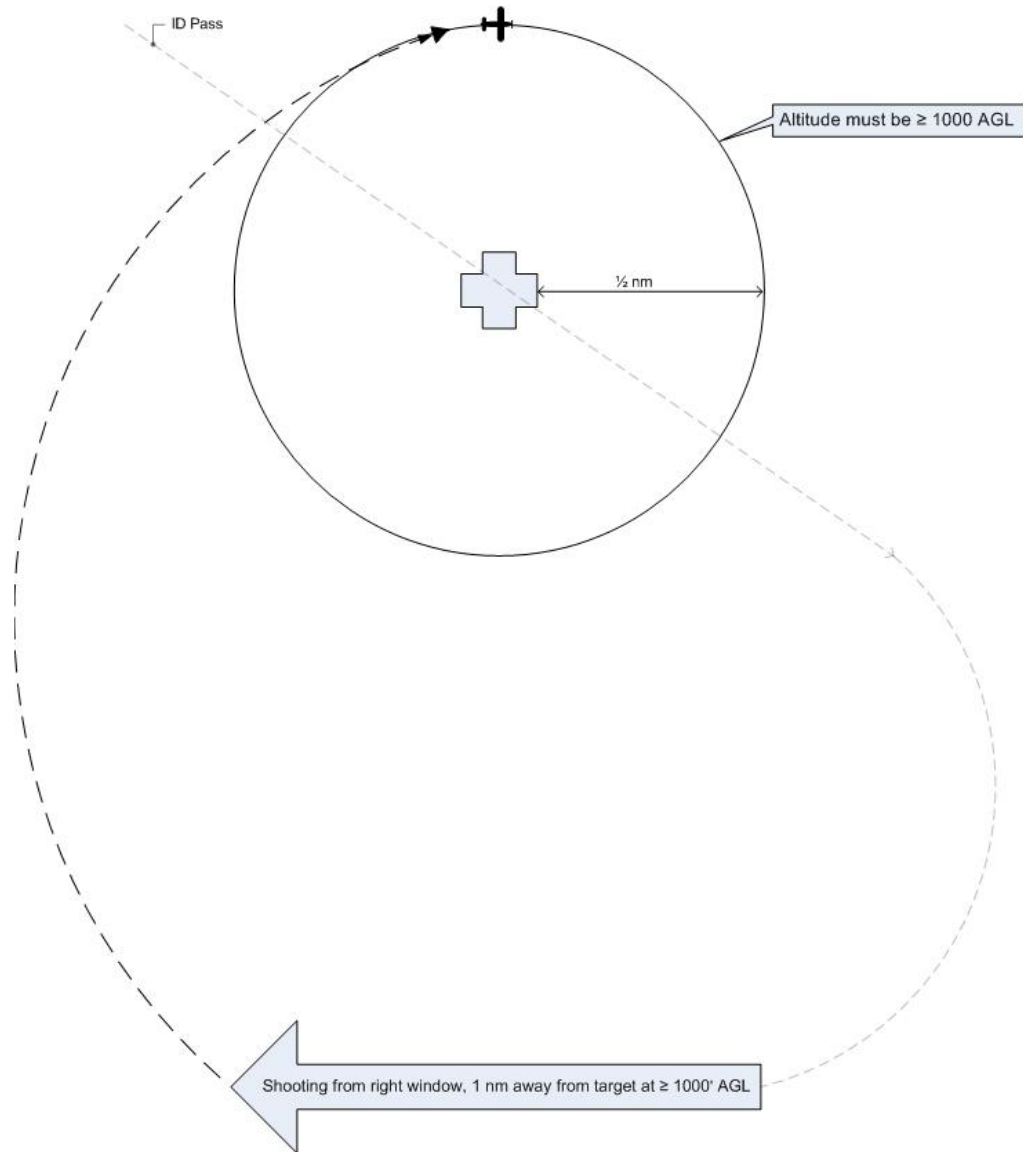 ID Pass
Altitude must be ≥ 1000 AGL
½ nm
Shooting from right window, 1 nm away from target at ≥ 1000' AGL